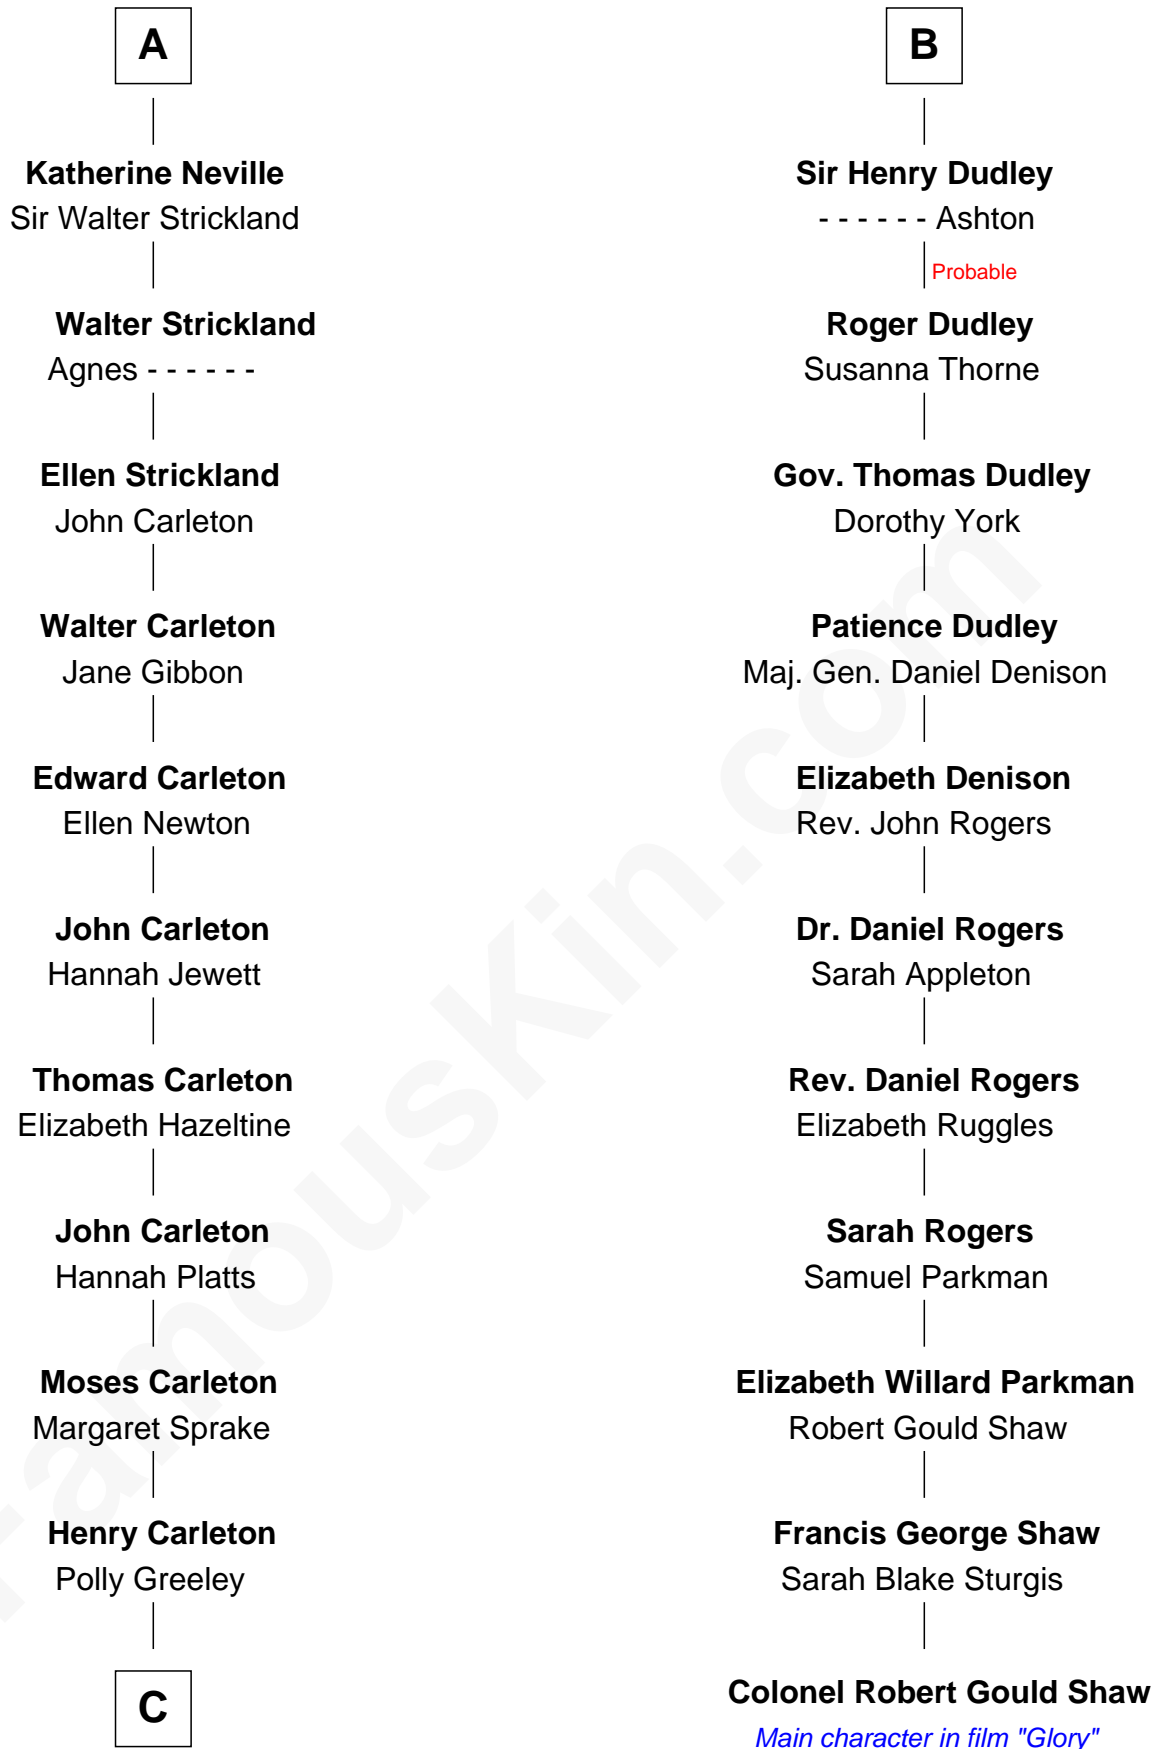 A
Katherine Neville
Sir Walter Strickland
Walter Strickland
Agnes - - - - - -
Ellen Strickland
John Carleton
Walter Carleton
Jane Gibbon
Edward Carleton
Ellen Newton
John Carleton
Hannah Jewett
Thomas Carleton
Elizabeth Hazeltine
John Carleton
Hannah Platts
Moses Carleton
Margaret Sprake
Henry Carleton
Polly Greeley
C
B
Sir Henry Dudley
- - - - - - Ashton
Probable
Roger Dudley
Susanna Thorne
Gov. Thomas Dudley
Dorothy York
Patience Dudley
Maj. Gen. Daniel Denison
Elizabeth Denison
Rev. John Rogers
Dr. Daniel Rogers
Sarah Appleton
Rev. Daniel Rogers
Elizabeth Ruggles
Sarah Rogers
Samuel Parkman
Elizabeth Willard Parkman
Robert Gould Shaw
Francis George Shaw
Sarah Blake Sturgis
Colonel Robert Gould Shaw
Main character in film "Glory"
FamousKin.com